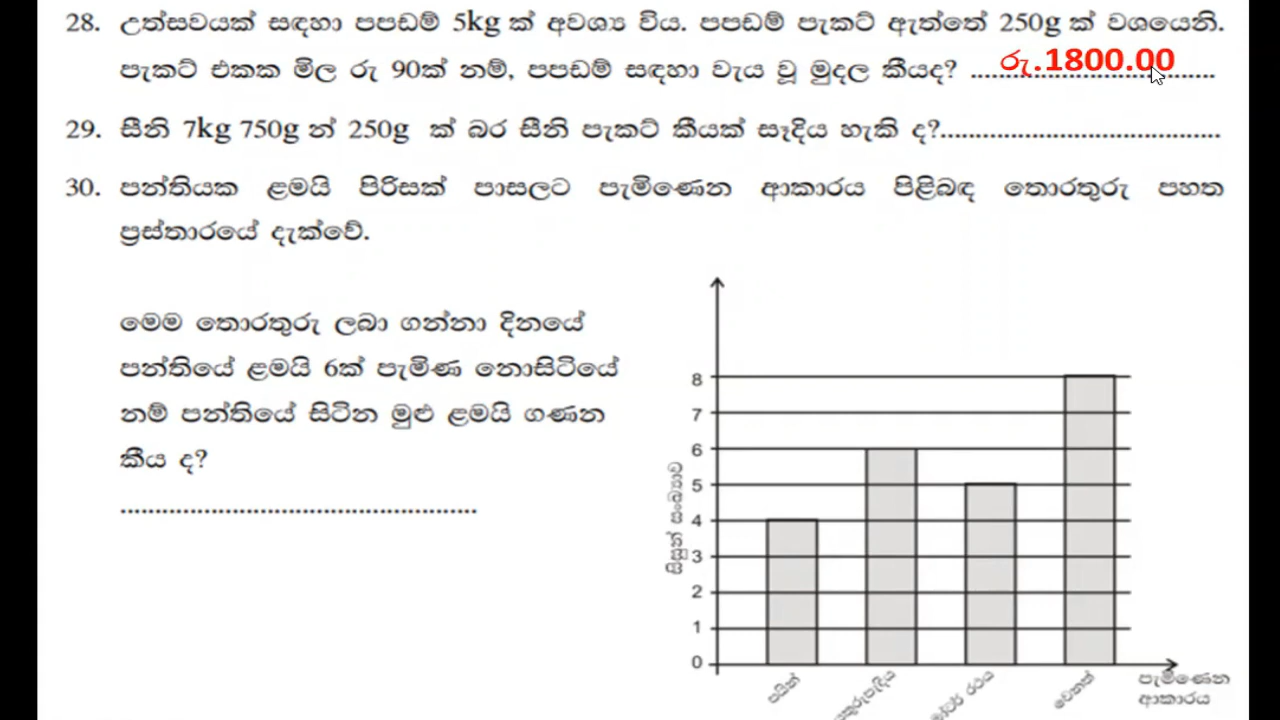 28. උත්සවයක් සඳහා පපඩම් 5kg ක් අවශ්‍ය විය. පපඩම් පැකට් ඇත්තේ 250g ක් වශයෙනි.
පැකට් එකක මිල රු 90ක් නම්, පපඩම් සඳහා වැය වූ මුදල කීයද? රු.1800.00
29. සීනි 7kg 750g න් 250g ක් බර සීනි පැකට් කීයක් සෑදිය හැකි ද?
30. පන්තියක ළමයි පිරිසක් පාසලට පැමිණෙන ආකාරය පිළිබඳ තොරතුරු පහත
ප්‍රස්තාරයේ දැක්වේ.
මෙම තොරතුරු ලබා ගන්නා දිනයේ
පන්තියේ ළමයි 6ක් පැමිණ නොසිටියේ
නම් පන්තියේ සිටින මුළු ළමයි ගණන
කීය ද?
සිසුන් සංඛ්‍යාව
8
7
6
5
4
3
2
1
0
පයින්
රථය
වෙනත්
පැමිණෙන
ආකාරය